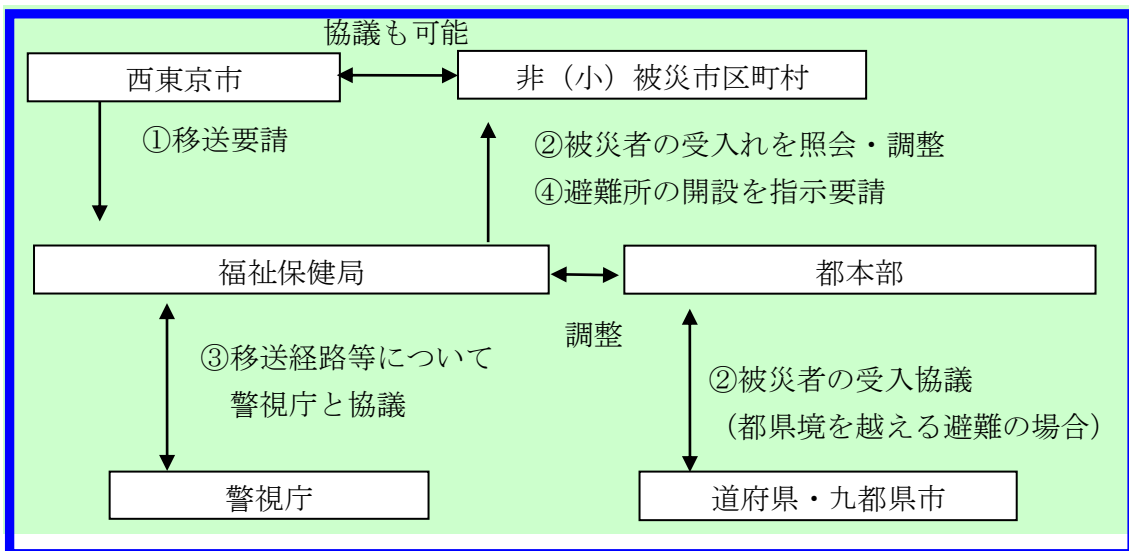 協議も可能
西東京市
非（小）被災市区町村
①移送要請
②被災者の受入れを照会・調整
④避難所の開設を指示要請
福祉保健局
都本部
調整
③移送経路等について
警視庁と協議
②被災者の受入協議
（都県境を越える避難の場合）
警視庁
道府県・九都県市